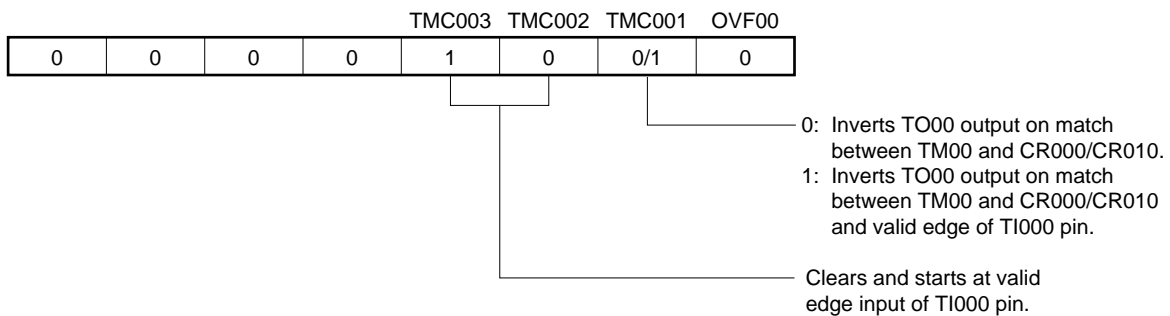 TMC003 TMC002 TMC001 OVF00
0 0 0 0 1 0 0/1 0
0: Inverts TO00 output on match
between TM00 and CR000/CR010.
1: Inverts TO00 output on match
between TM00 and CR000/CR010
and valid edge of TI000 pin.
Clears and starts at valid
edge input of TI000 pin.